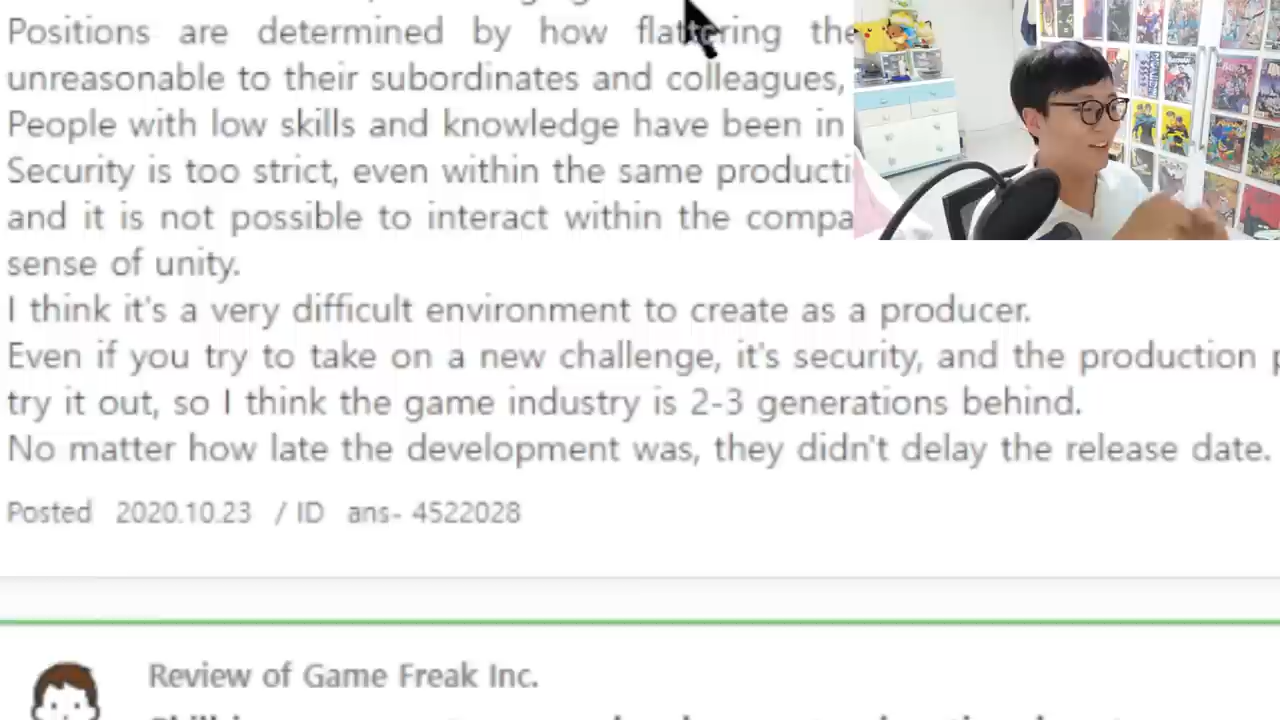 Positions are determined by how flattering the
unreasonable to their subordinates and colleagues,
People with low skills and knowledge have been in
Security is too strict, even within the same producti
and it is not possible to interact within the compa
sense of unity.
I think it's a very difficult environment to create as a producer.
Even if you try to take on a new challenge, it's security, and the production p
try it out, so I think the game industry is 2-3 generations behind.
No matter how late the development was, they didn't delay the release date.
Posted 2020.10.23 / ID ans- 4522028
Review of Game Freak Inc.